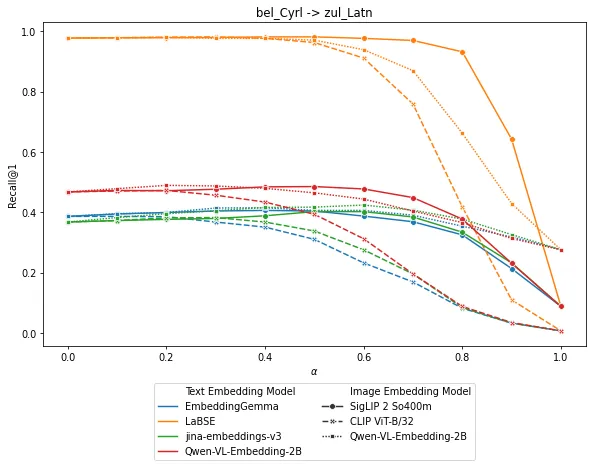 bel_Cyrl -> zul_Latn
1.0
0.8
0.6
0.4
0.2
0.0
Recall@1
0.0 0.2 0.4 0.6 0.8 1.0
α
Text Embedding Model Image Embedding Model
EmbeddingGemma SigLIP 2 So400m
LaBSE CLIP ViT-B/32
jina-embeddings-v3 Qwen-VL-Embedding-2B
Qwen-VL-Embedding-2B